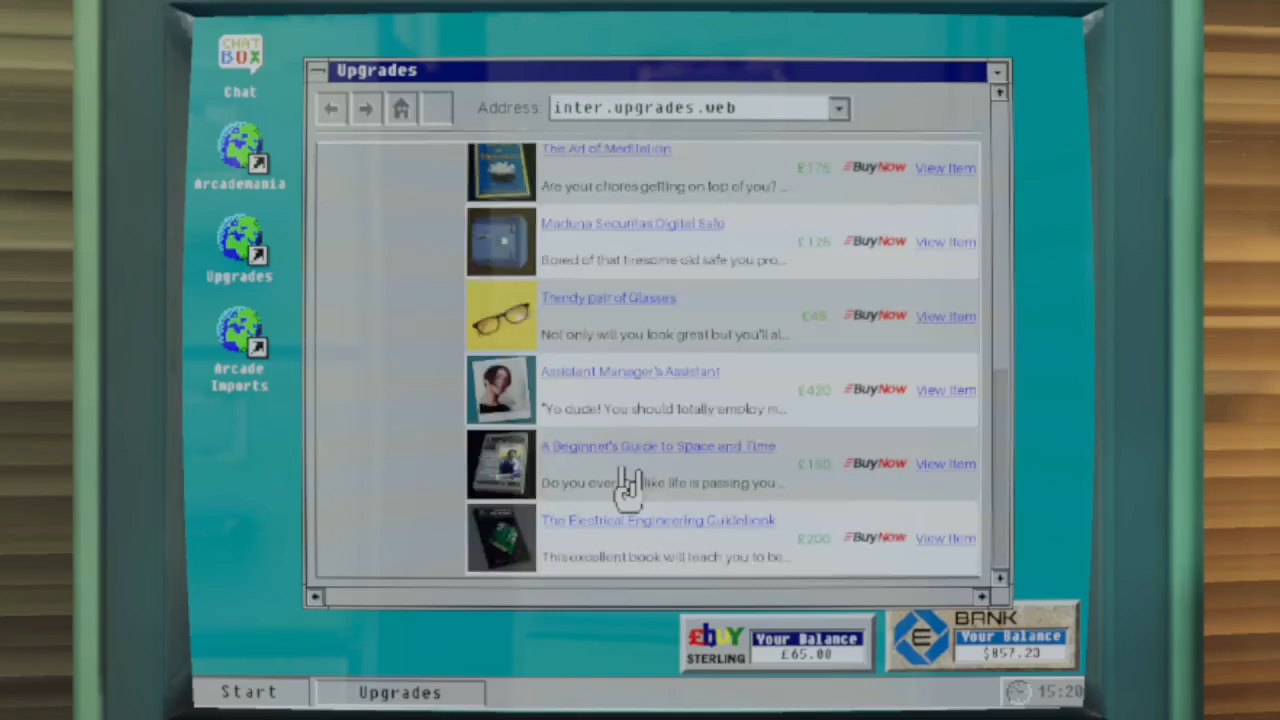 CHAT
BOX
Chat
Arcademania
Upgrades
Arcade
Imports
Upgrades
Address:
inter.upgrades.web
The Art of Meditation
Are your chores getting on top of you? ...
£175
BuyNow
View Item
Maduna Securitas Digital Safe
Bored of that tiresome old safe you pro...
£125
BuyNow
View Item
Trendy pair of Glasses
Not only will you look great but you'll al...
£45
BuyNow
View Item
Assistant Manager's Assistant
"Yo dude! You should totally employ m...
£420
BuyNow
View Item
A Beginner's Guide to Space and Time
Do you ever like life is passing you ...
£150
BuyNow
View Item
The Electrical Engineering Guidebook
This excellent book will teach you to be...
£200
BuyNow
View Item
£buy
STERLING
Your Balance
£65.00
BANK
Your Balance
$857.23
Start
Upgrades
15:20